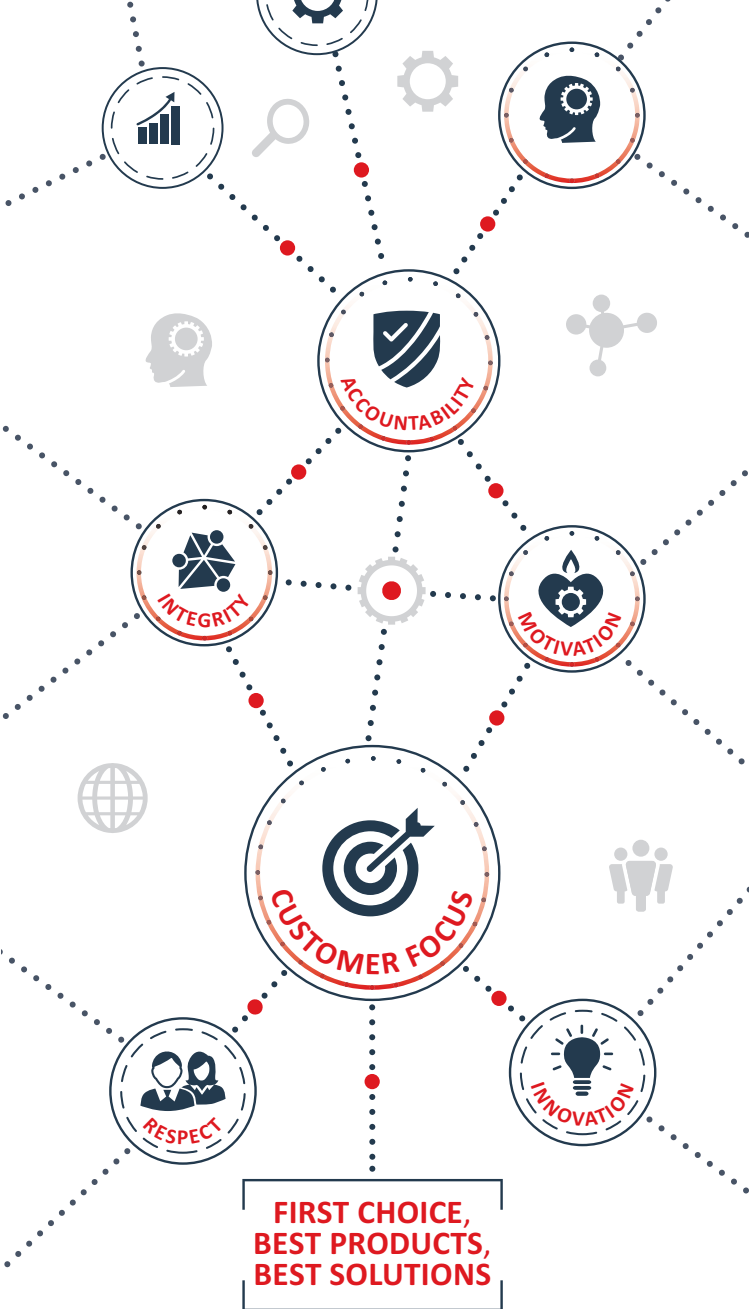 ACCOUNTABILITY
INTEGRITY
MOTIVATION
CUSTOMER FOCUS
RESPECT
INNOVATION
FIRST CHOICE,
BEST PRODUCTS,
BEST SOLUTIONS